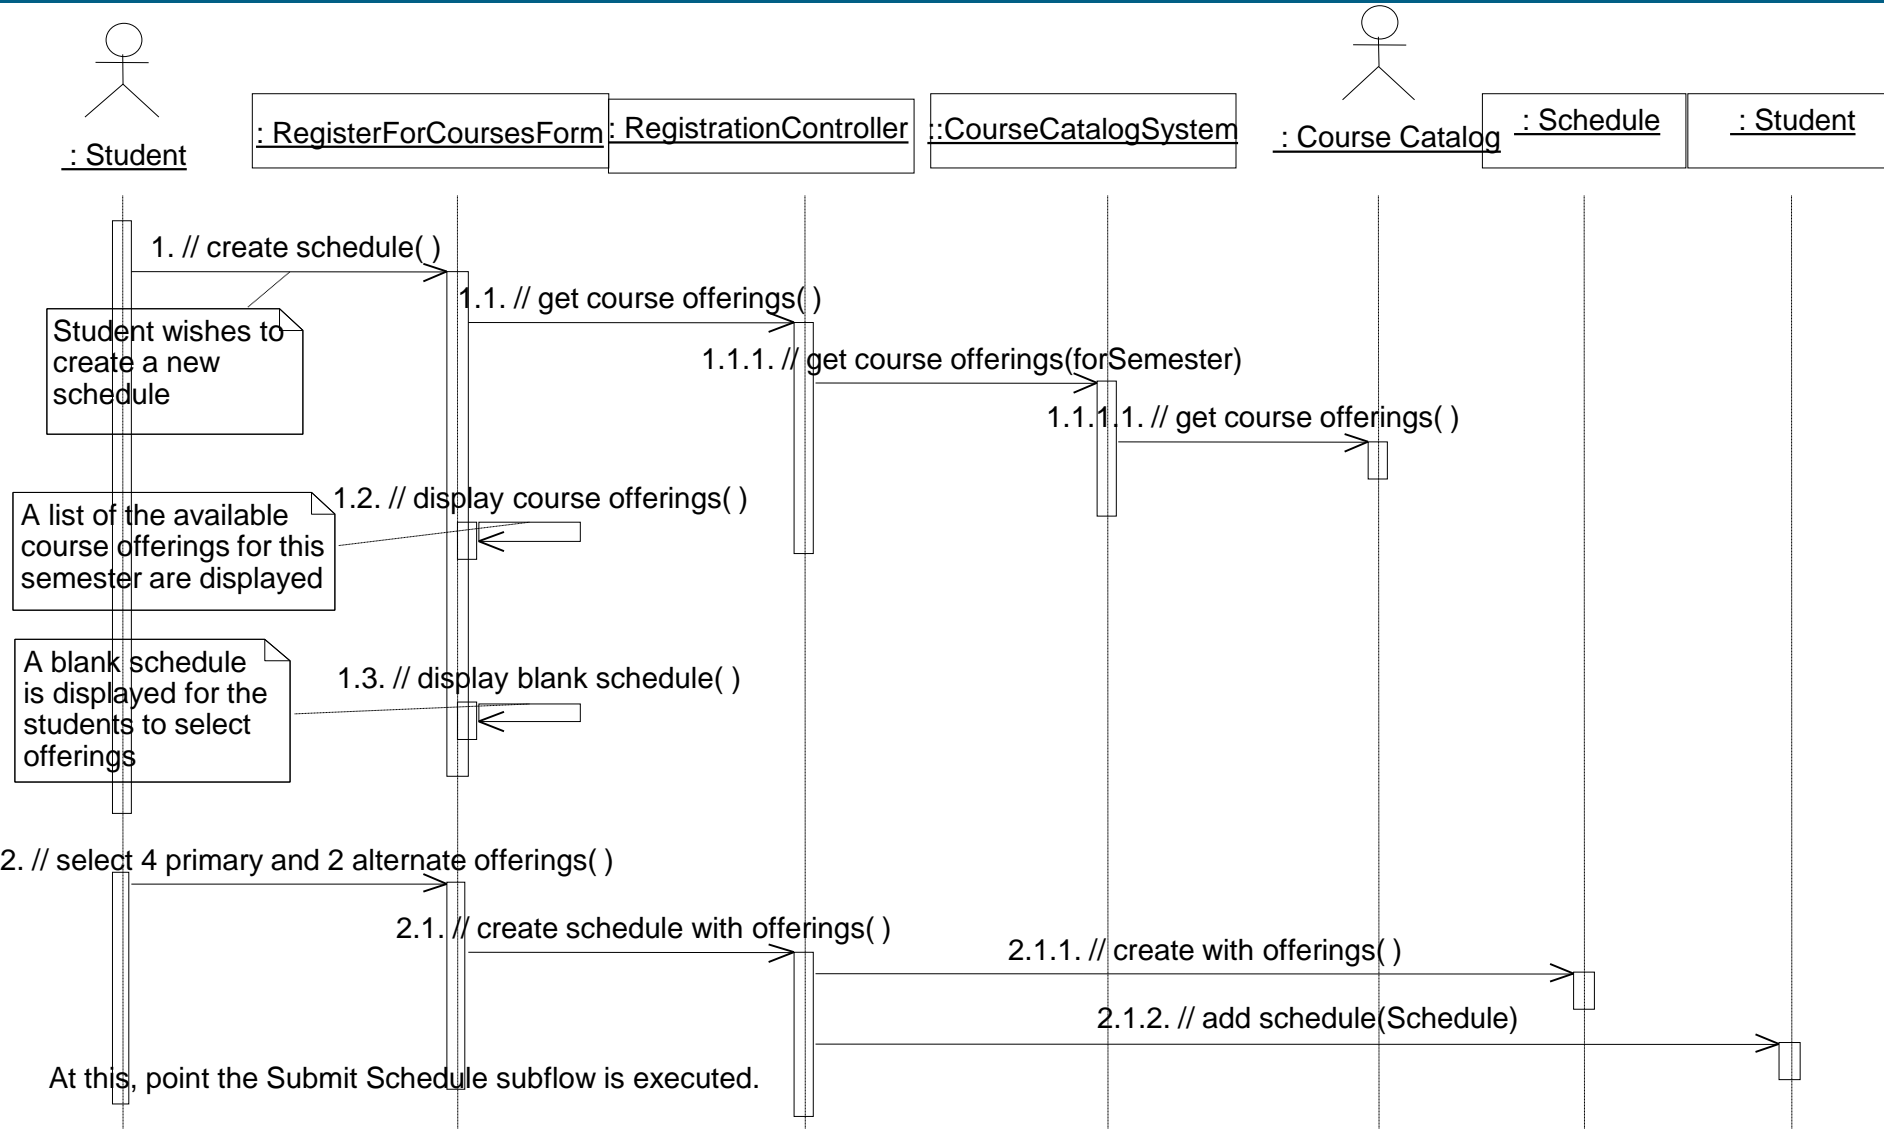 : Student
: RegisterForCoursesForm
: RegistrationController
::CourseCatalogSystem
: Course Catalog
: Schedule
: Student
1. // create schedule( )
1.1. // get course offerings( )
Student wishes to
create a new
schedule
1.1.1. // get course offerings(forSemester)
1.1.1.1. // get course offerings( )
1.2. // display course offerings( )
A list of the available
course offerings for this
semester are displayed
A blank schedule
is displayed for the
students to select
offerings
1.3. // display blank schedule( )
2. // select 4 primary and 2 alternate offerings( )
2.1. // create schedule with offerings( )
2.1.1. // create with offerings( )
2.1.2. // add schedule(Schedule)
At this, point the Submit Schedule subflow is executed.